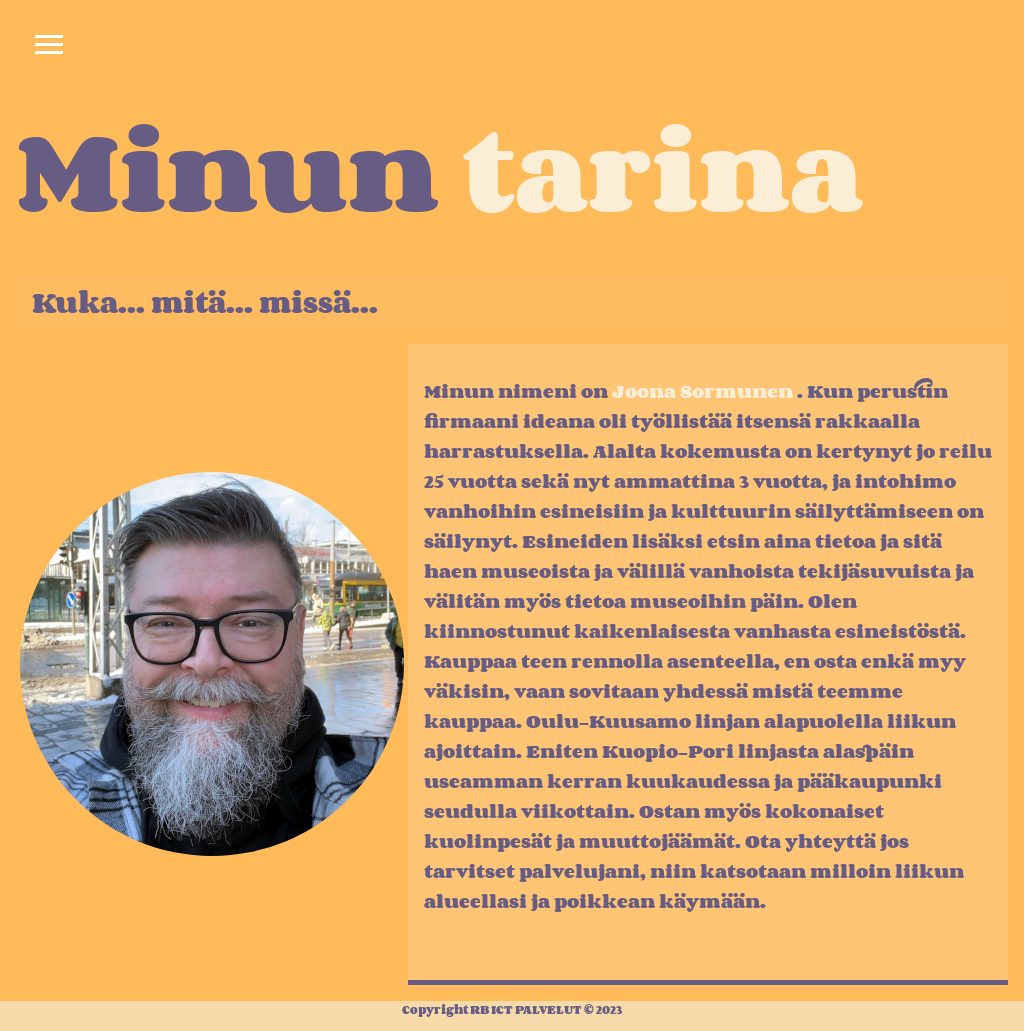 Minun tarina
Kuka... mitä... missä...
Minun nimeni on Joona Sormunen . Kun perustin
firmaani ideana oli työllistää itsensä rakkaalla
harrastuksella. Alalta kokemusta on kertynyt jo reilu
25 vuotta sekä nyt ammattina 3 vuotta, ja intohimo
vanhoihin esineisiin ja kulttuurin säilyttämiseen on
säilynyt. Esineiden lisäksi etsin aina tietoa ja sitä
haen museoista ja välillä vanhoista tekijäsuvuista ja
välitän myös tietoa museoihin päin. Olen
kiinnostunut kaikenlaisesta vanhasta esineistöstä.
Kauppaa teen rennolla asenteella, en osta enkä myy
väkisin, vaan sovitaan yhdessä mistä teemme
kauppaa. Oulu-Kuusamo linjan alapuolella liikun
ajoittain. Eniten Kuopio-Pori linjasta alaspäin
useamman kerran kuukaudessa ja pääkaupunki
seudulla viikottain. Ostan myös kokonaiset
kuolinpesät ja muuttojäämät. Ota yhteyttä jos
tarvitset palvelujani, niin katsotaan milloin liikun
alueellasi ja poikkean käymään.
Copyright RB ICT PALVELUT © 2023